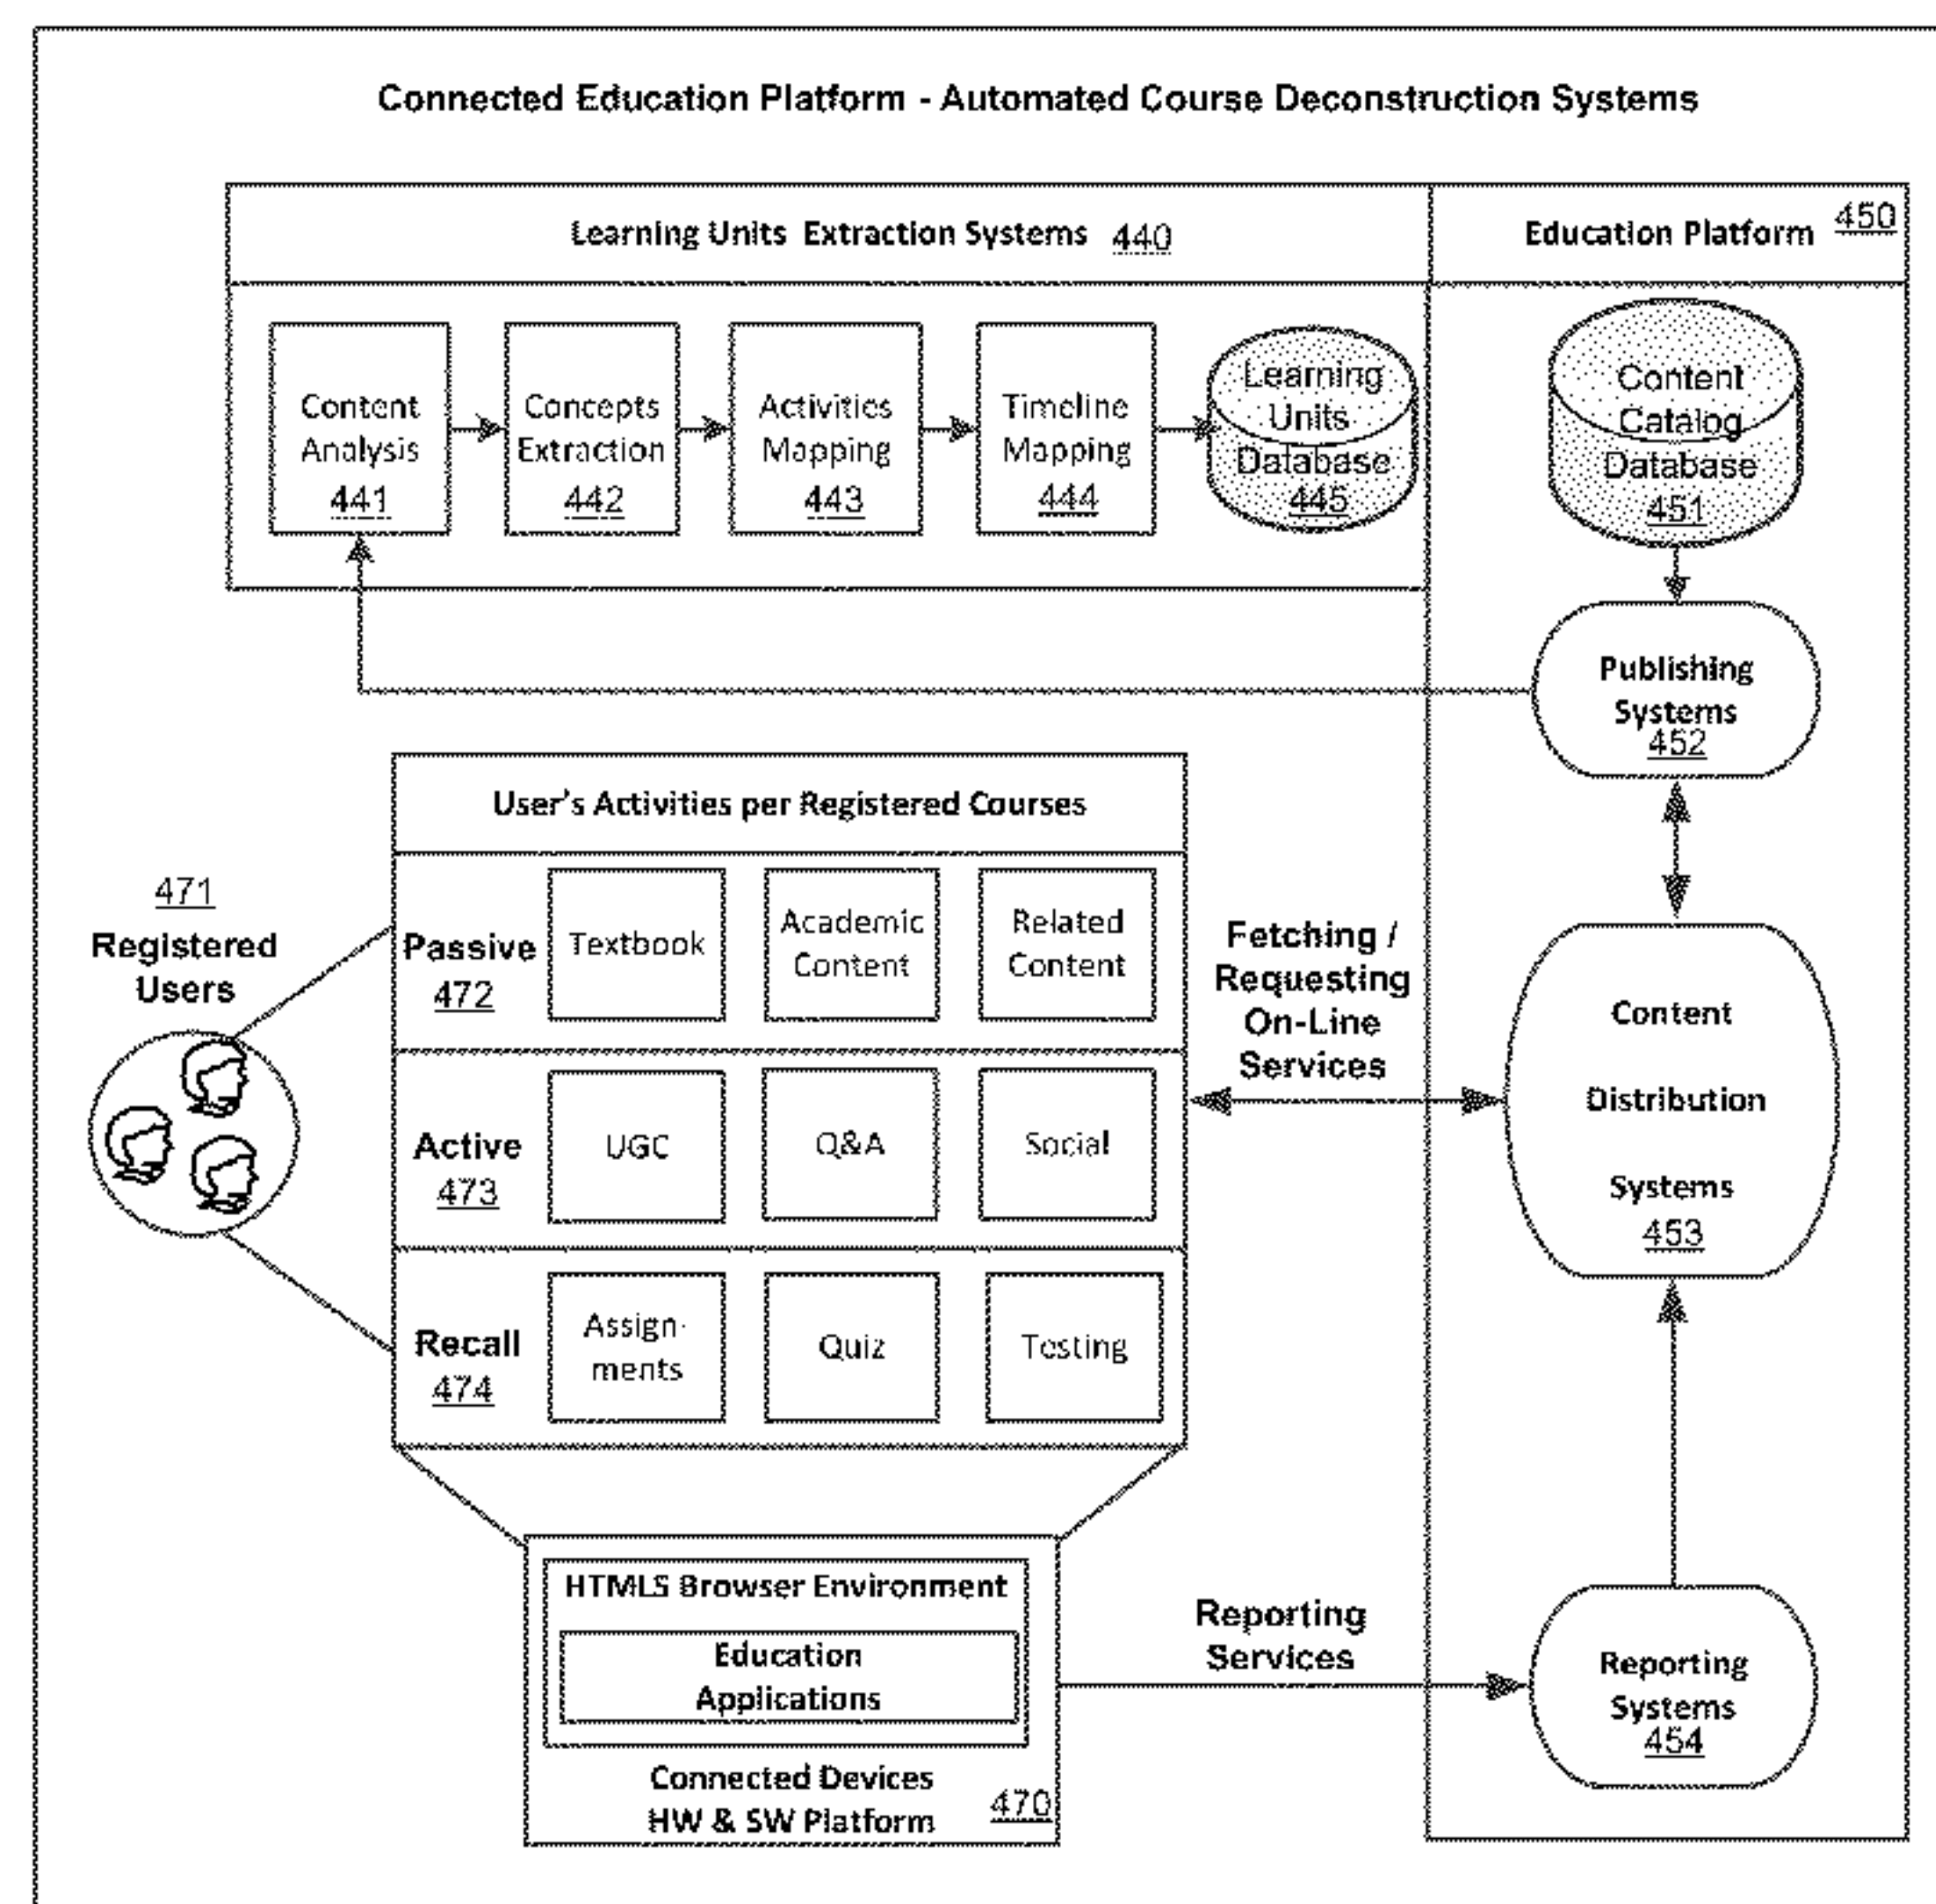 Connected Education Platform - Automated Course Deconstruction Systems
Learning Units Extraction Systems 440
Education Platform 450
Content
Analysis
441
Concepts
Extraction
442
Activities
Mapping
443
Timeline
Mapping
444
Learning
Units
Database
445
Content
Catalog
Database
451
Publishing
Systems
452
User's Activities per Registered Courses
471
Registered
Users
Passive
472
Textbook
Academic
Content
Related
Content
Fetching /
Requesting
On-Line
Services
Content
Distribution
Systems
453
Active
473
UGC
Q&A
Social
Recall
474
Assign-
ments
Quiz
Testing
HTML5 Browser Environment
Education
Applications
Connected Devices
HW & SW Platform
470
Reporting
Services
Reporting
Systems
454